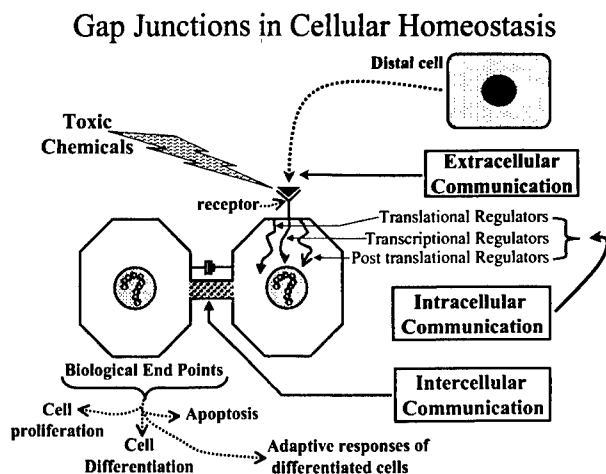 Gap Junctions in Cellular Homeostasis
Distal cell
Toxic
Chemicals
Extracellular
Communication
receptor
Translational Regulators
Transcriptional Regulators
Post translational Regulators
Intracellular
Communication
Biological End Points
Intercellular
Communication
Cell
proliferation
Apoptosis
Cell
Differentiation
Adaptive responses of
differentiated cells